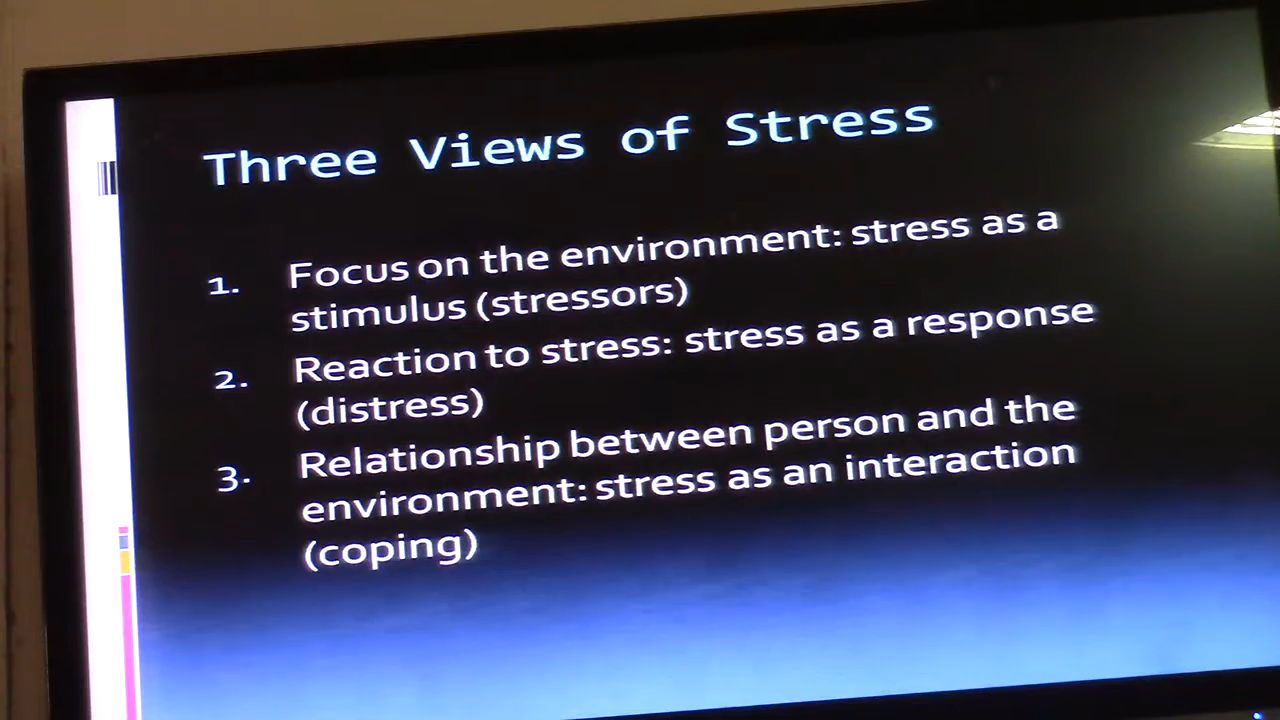 Three Views of Stress
1. Focus on the environment: stress as a
stimulus (stressors)
2. Reaction to stress: stress as a response
(distress)
3. Relationship between person and the
environment: stress as an interaction
(coping)